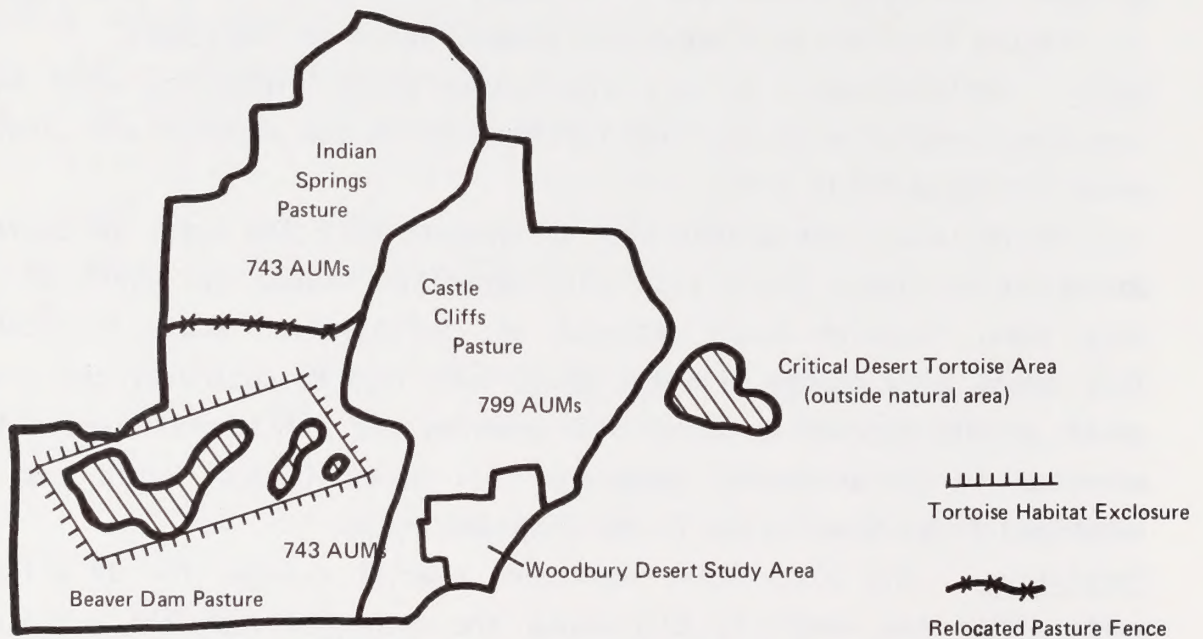 Indian
Springs
Pasture
743 AUMs
Castle
Cliffs
Pasture
799 AUMs
Critical Desert Tortoise Area
(outside natural area)
Tortoise Habitat Exclosure
743 AUMs
Woodbury Desert Study Area
Beaver Dam Pasture
Relocated Pasture Fence